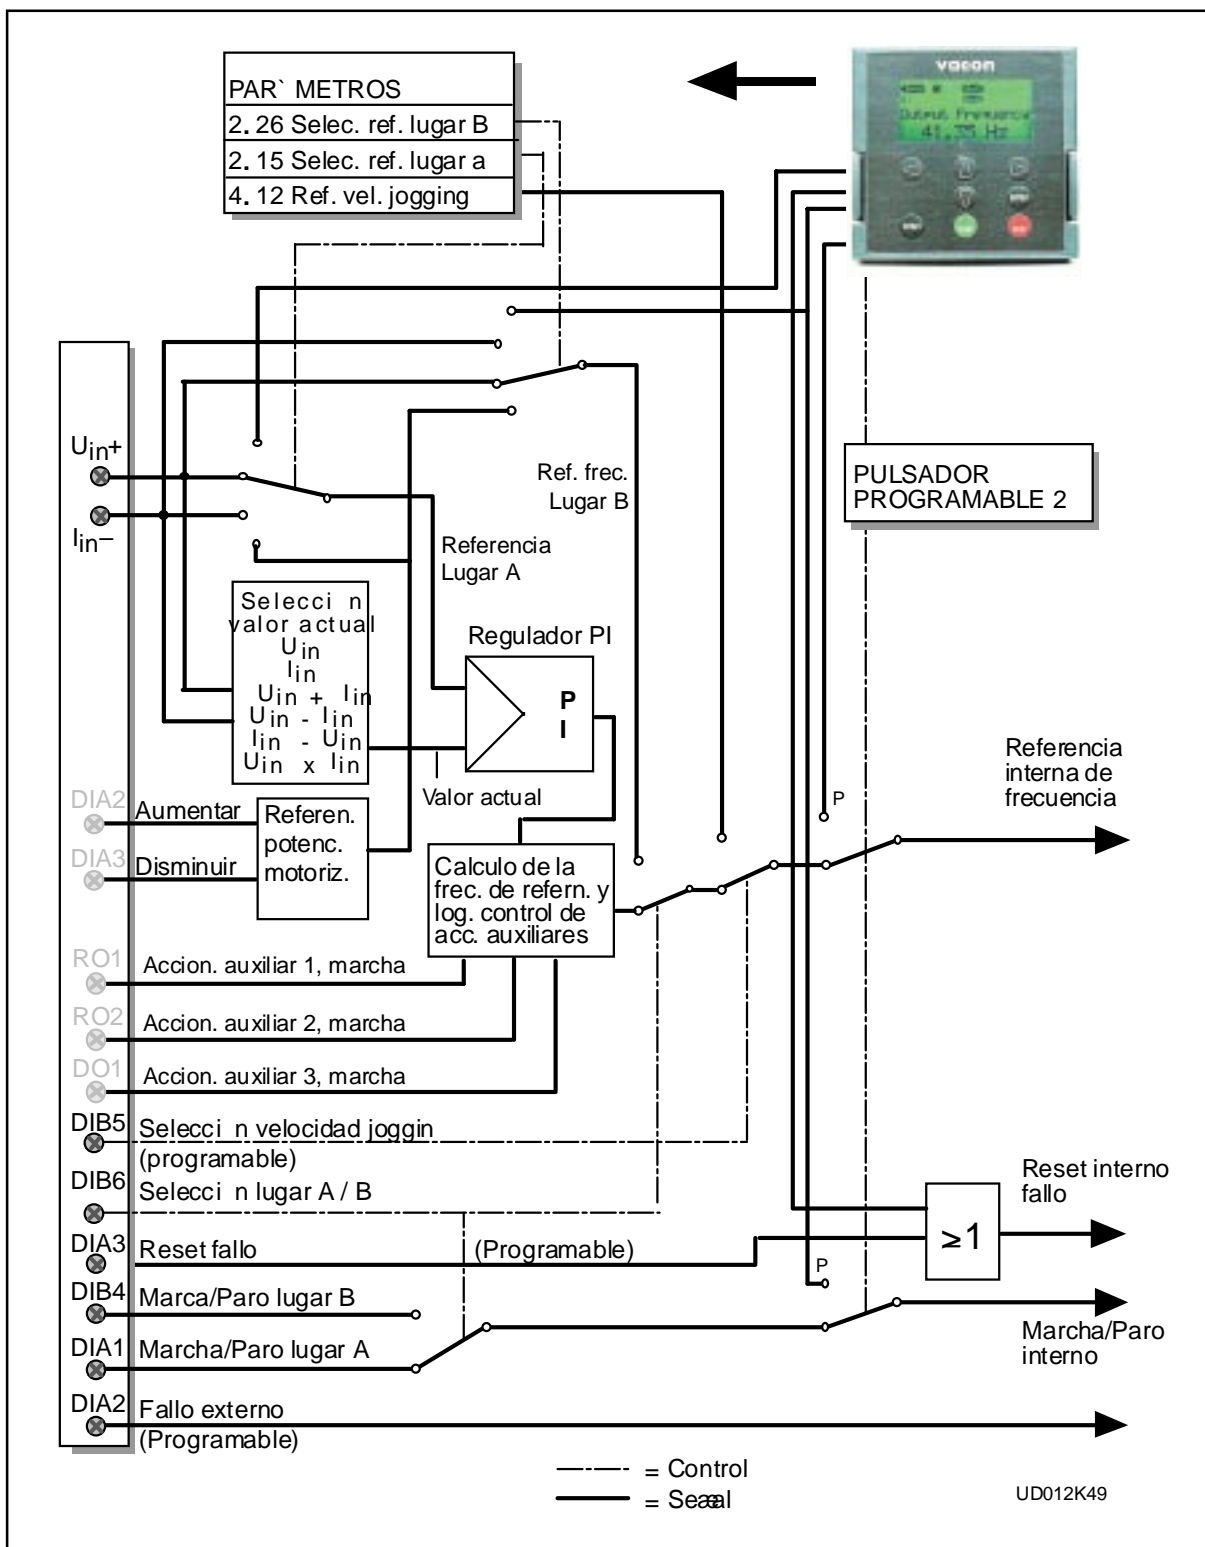 vacon
Output Frequence
41.35 Hz
PAR` METROS
2. 26 Selec. ref. lugar B
2. 15 Selec. ref. lugar a
4. 12 Ref. vel. jogging
Uin+
Iin–
Ref. frec.
Lugar B
PULSADOR
PROGRAMABLE 2
Referencia
Lugar A
Selecci n
valor actual
Uin
Iin
Uin + Iin
Uin - Iin
Iin - Uin
Uin x Iin
Regulador PI
P
I
Valor actual
Referencia
interna de
frecuencia
P
DIA2
Aumentar
DIA3
Disminuir
Referen.
potenc.
motoriz.
Calculo de la
frec. de refern. y
log. control de
acc. auxiliares
RO1
Accion. auxiliar 1, marcha
RO2
Accion. auxiliar 2, marcha
DO1
Accion. auxiliar 3, marcha
DIB5
Selecci n velocidad joggin
(programable)
DIB6
Selecci n lugar A / B
DIA3
Reset fallo
(Programable)
≥1
Reset interno
fallo
P
DIB4
Marca/Paro lugar B
DIA1
Marcha/Paro lugar A
Marcha/Paro
interno
DIA2
Fallo externo
(Programable)
= Control
= Seæal
UD012K49